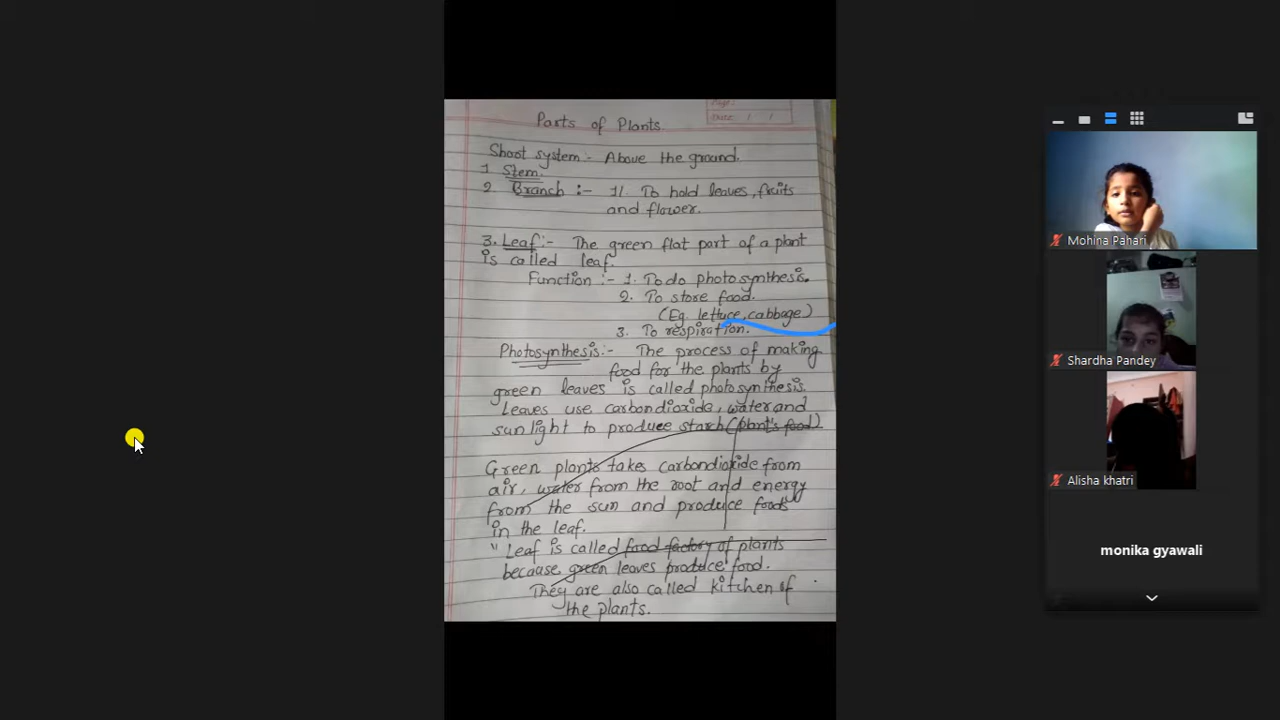 Page:
Date: / /
Parts of Plants.
Shoot system:- Above the ground.
1 Stem.
2. Branch :- 1/. To hold leaves, fruits
and flower.
3. Leaf:- The green flat part of a plant
is called leaf.
Function :- 1. To do photosynthesis.
2. To store food.
(Eg. lettuce, cabbage)
3. To respiration.
Photosynthesis:- The process of making
food for the plants by
green leaves is called photosynthesis.
Leaves use carbondioxide, water and
sunlight to produce starch (plant's food).
Green plants takes carbondioxide from
air, water from the root and energy
from the sun and produce foods
in the leaf.
" Leaf is called food factory of plants
because green leaves produce food.
They are also called kitchen of
the plants.
Mohina Pahari
Shardha Pandey
Alisha khatri
monika gyawali